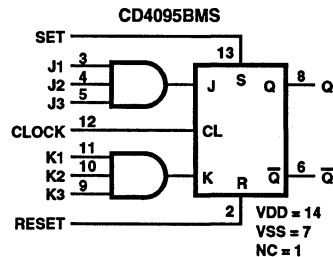 CD4095BMS
SET
13
J1 3
J2 4
J3 5
J S Q 8 Q
CLOCK 12
CL
K1 11
K2 10
K3 9
K R Q̅ 6 Q̅
RESET
2
VDD = 14
VSS = 7
NC = 1